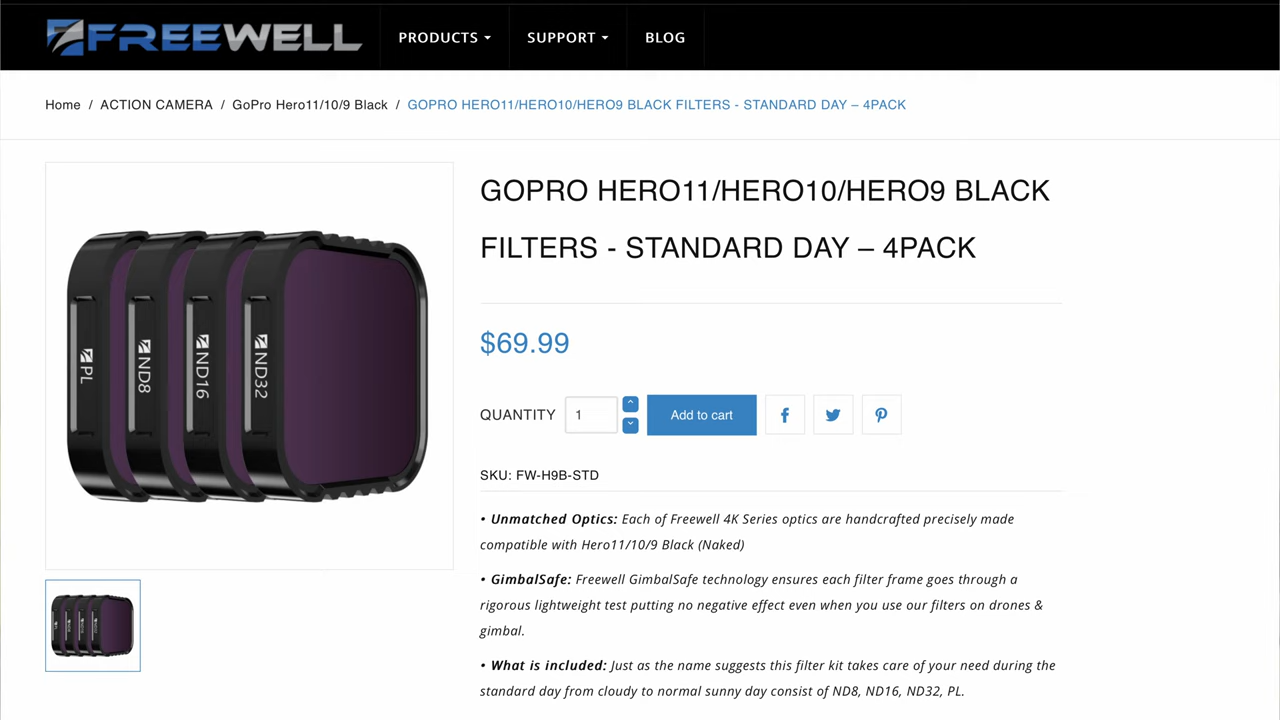 FREEWELL
PRODUCTS
SUPPORT
BLOG
Home / ACTION CAMERA / GoPro Hero11/10/9 Black / GOPRO HERO11/HERO10/HERO9 BLACK FILTERS - STANDARD DAY – 4PACK
PL
ND8
ND16
ND32
GOPRO HERO11/HERO10/HERO9 BLACK
FILTERS - STANDARD DAY – 4PACK
$69.99
QUANTITY 1 Add to cart
SKU: FW-H9B-STD
• Unmatched Optics: Each of Freewell 4K Series optics are handcrafted precisely made
compatible with Hero11/10/9 Black (Naked)
• GimbalSafe: Freewell GimbalSafe technology ensures each filter frame goes through a
rigorous lightweight test putting no negative effect even when you use our filters on drones &
gimbal.
• What is included: Just as the name suggests this filter kit takes care of your need during the
standard day from cloudy to normal sunny day consist of ND8, ND16, ND32, PL.